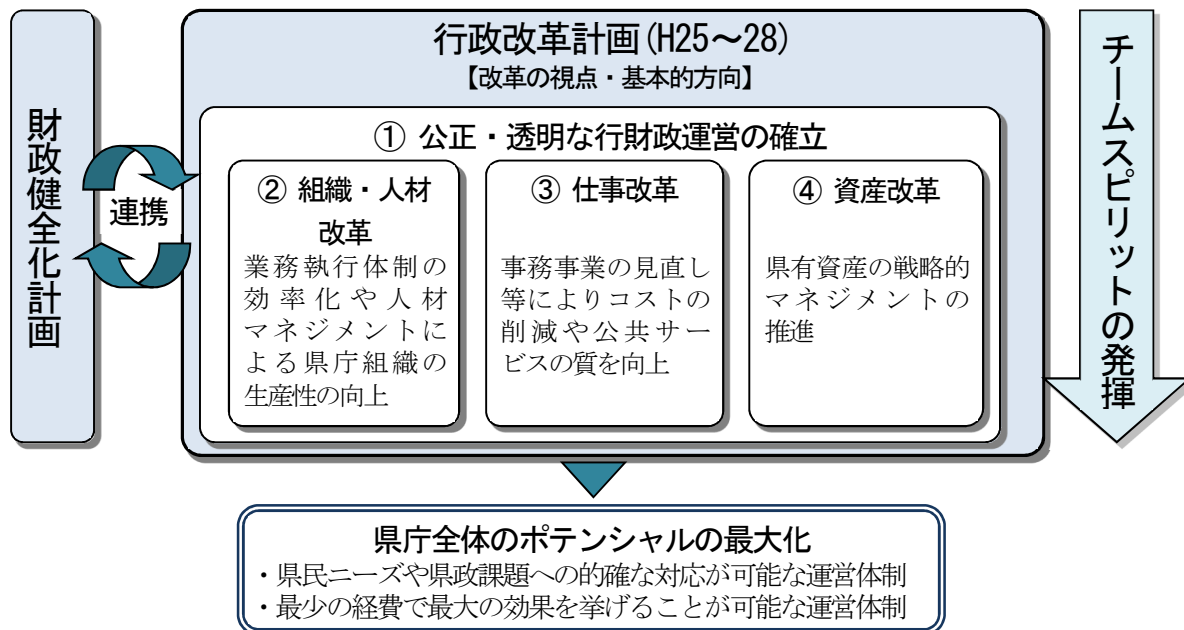 財政健全化計画
連携
行政改革計画(H25～28)
【改革の視点・基本的方向】
① 公正・透明な行財政運営の確立
② 組織・人材
改革
業務執行体制の
効率化や人材
マネジメントに
よる県庁組織の
生産性の向上
③ 仕事改革
事務事業の見直し
等によりコストの
削減や公共サー
ビスの質を向上
④ 資産改革
県有資産の戦略的
マネジメントの
推進
チームスピリットの発揮
県庁全体のポテンシャルの最大化
・県民ニーズや県政課題への的確な対応が可能な運営体制
・最少の経費で最大の効果を挙げることが可能な運営体制